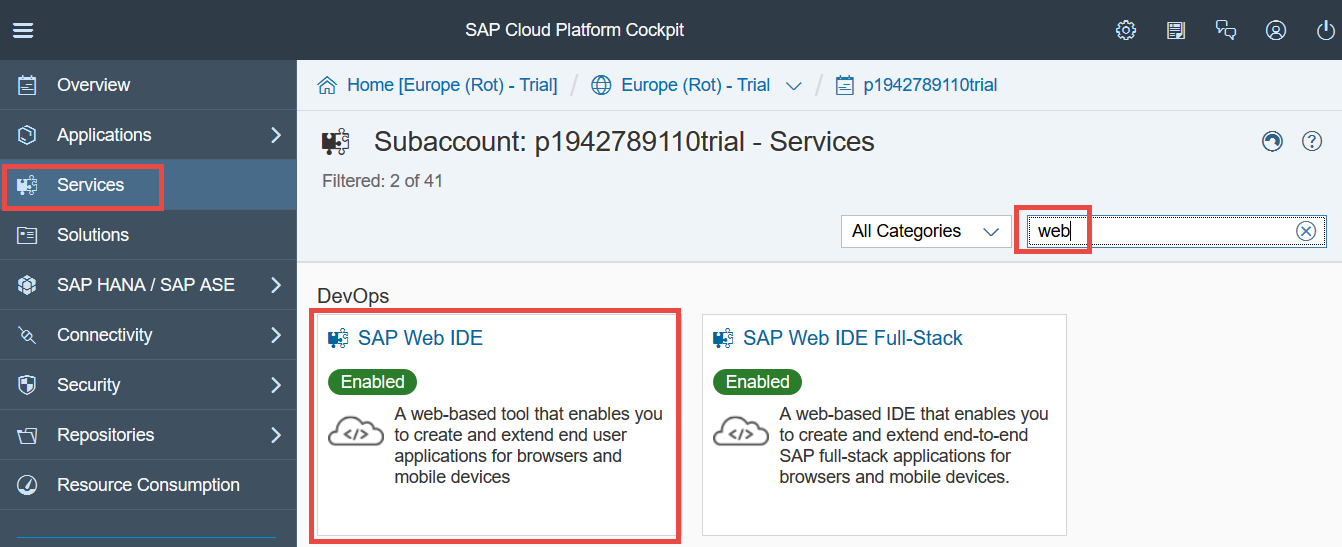 SAP Cloud Platform Cockpit
Overview
Applications
Services
Solutions
SAP HANA / SAP ASE
Connectivity
Security
Repositories
Resource Consumption
Home [Europe (Rot) - Trial] / Europe (Rot) - Trial / p1942789110trial
Subaccount: p1942789110trial - Services
Filtered: 2 of 41
All Categories
web
DevOps
SAP Web IDE
Enabled
</>
A web-based tool that enables you
to create and extend end user
applications for browsers and
mobile devices
SAP Web IDE Full-Stack
Enabled
</>
A web-based IDE that enables you
to create and extend end-to-end
SAP full-stack applications for
browsers and mobile devices.